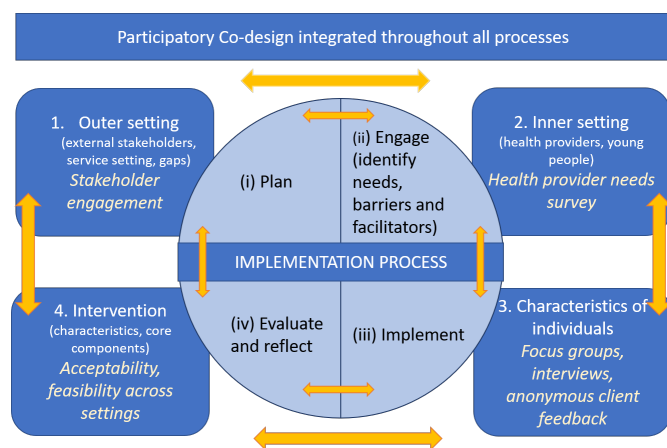 Participatory Co-design integrated throughout all processes
1. Outer setting
(external stakeholders,
service setting, gaps)
Stakeholder
engagement
2. Inner setting
(health providers, young
people)
Health provider needs
survey
(i) Plan
(ii) Engage
(identify
needs,
barriers and
facilitators)
IMPLEMENTATION PROCESS
(iv) Evaluate
and reflect
(iii) Implement
4. Intervention
(characteristics, core
components)
Acceptability,
feasibility across
settings
3. Characteristics of
individuals
Focus groups,
interviews,
anonymous client
feedback